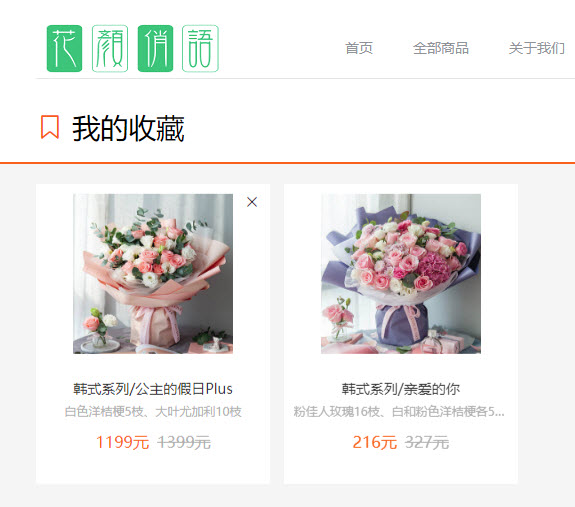 花顏俏語
首页 全部商品 关于我们
我的收藏
韩式系列/公主的假日Plus
白色洋桔梗5枝、大叶尤加利10枝
1199元 1399元
韩式系列/亲爱的你
粉佳人玫瑰16枝、白和粉色洋桔梗各5...
216元 327元